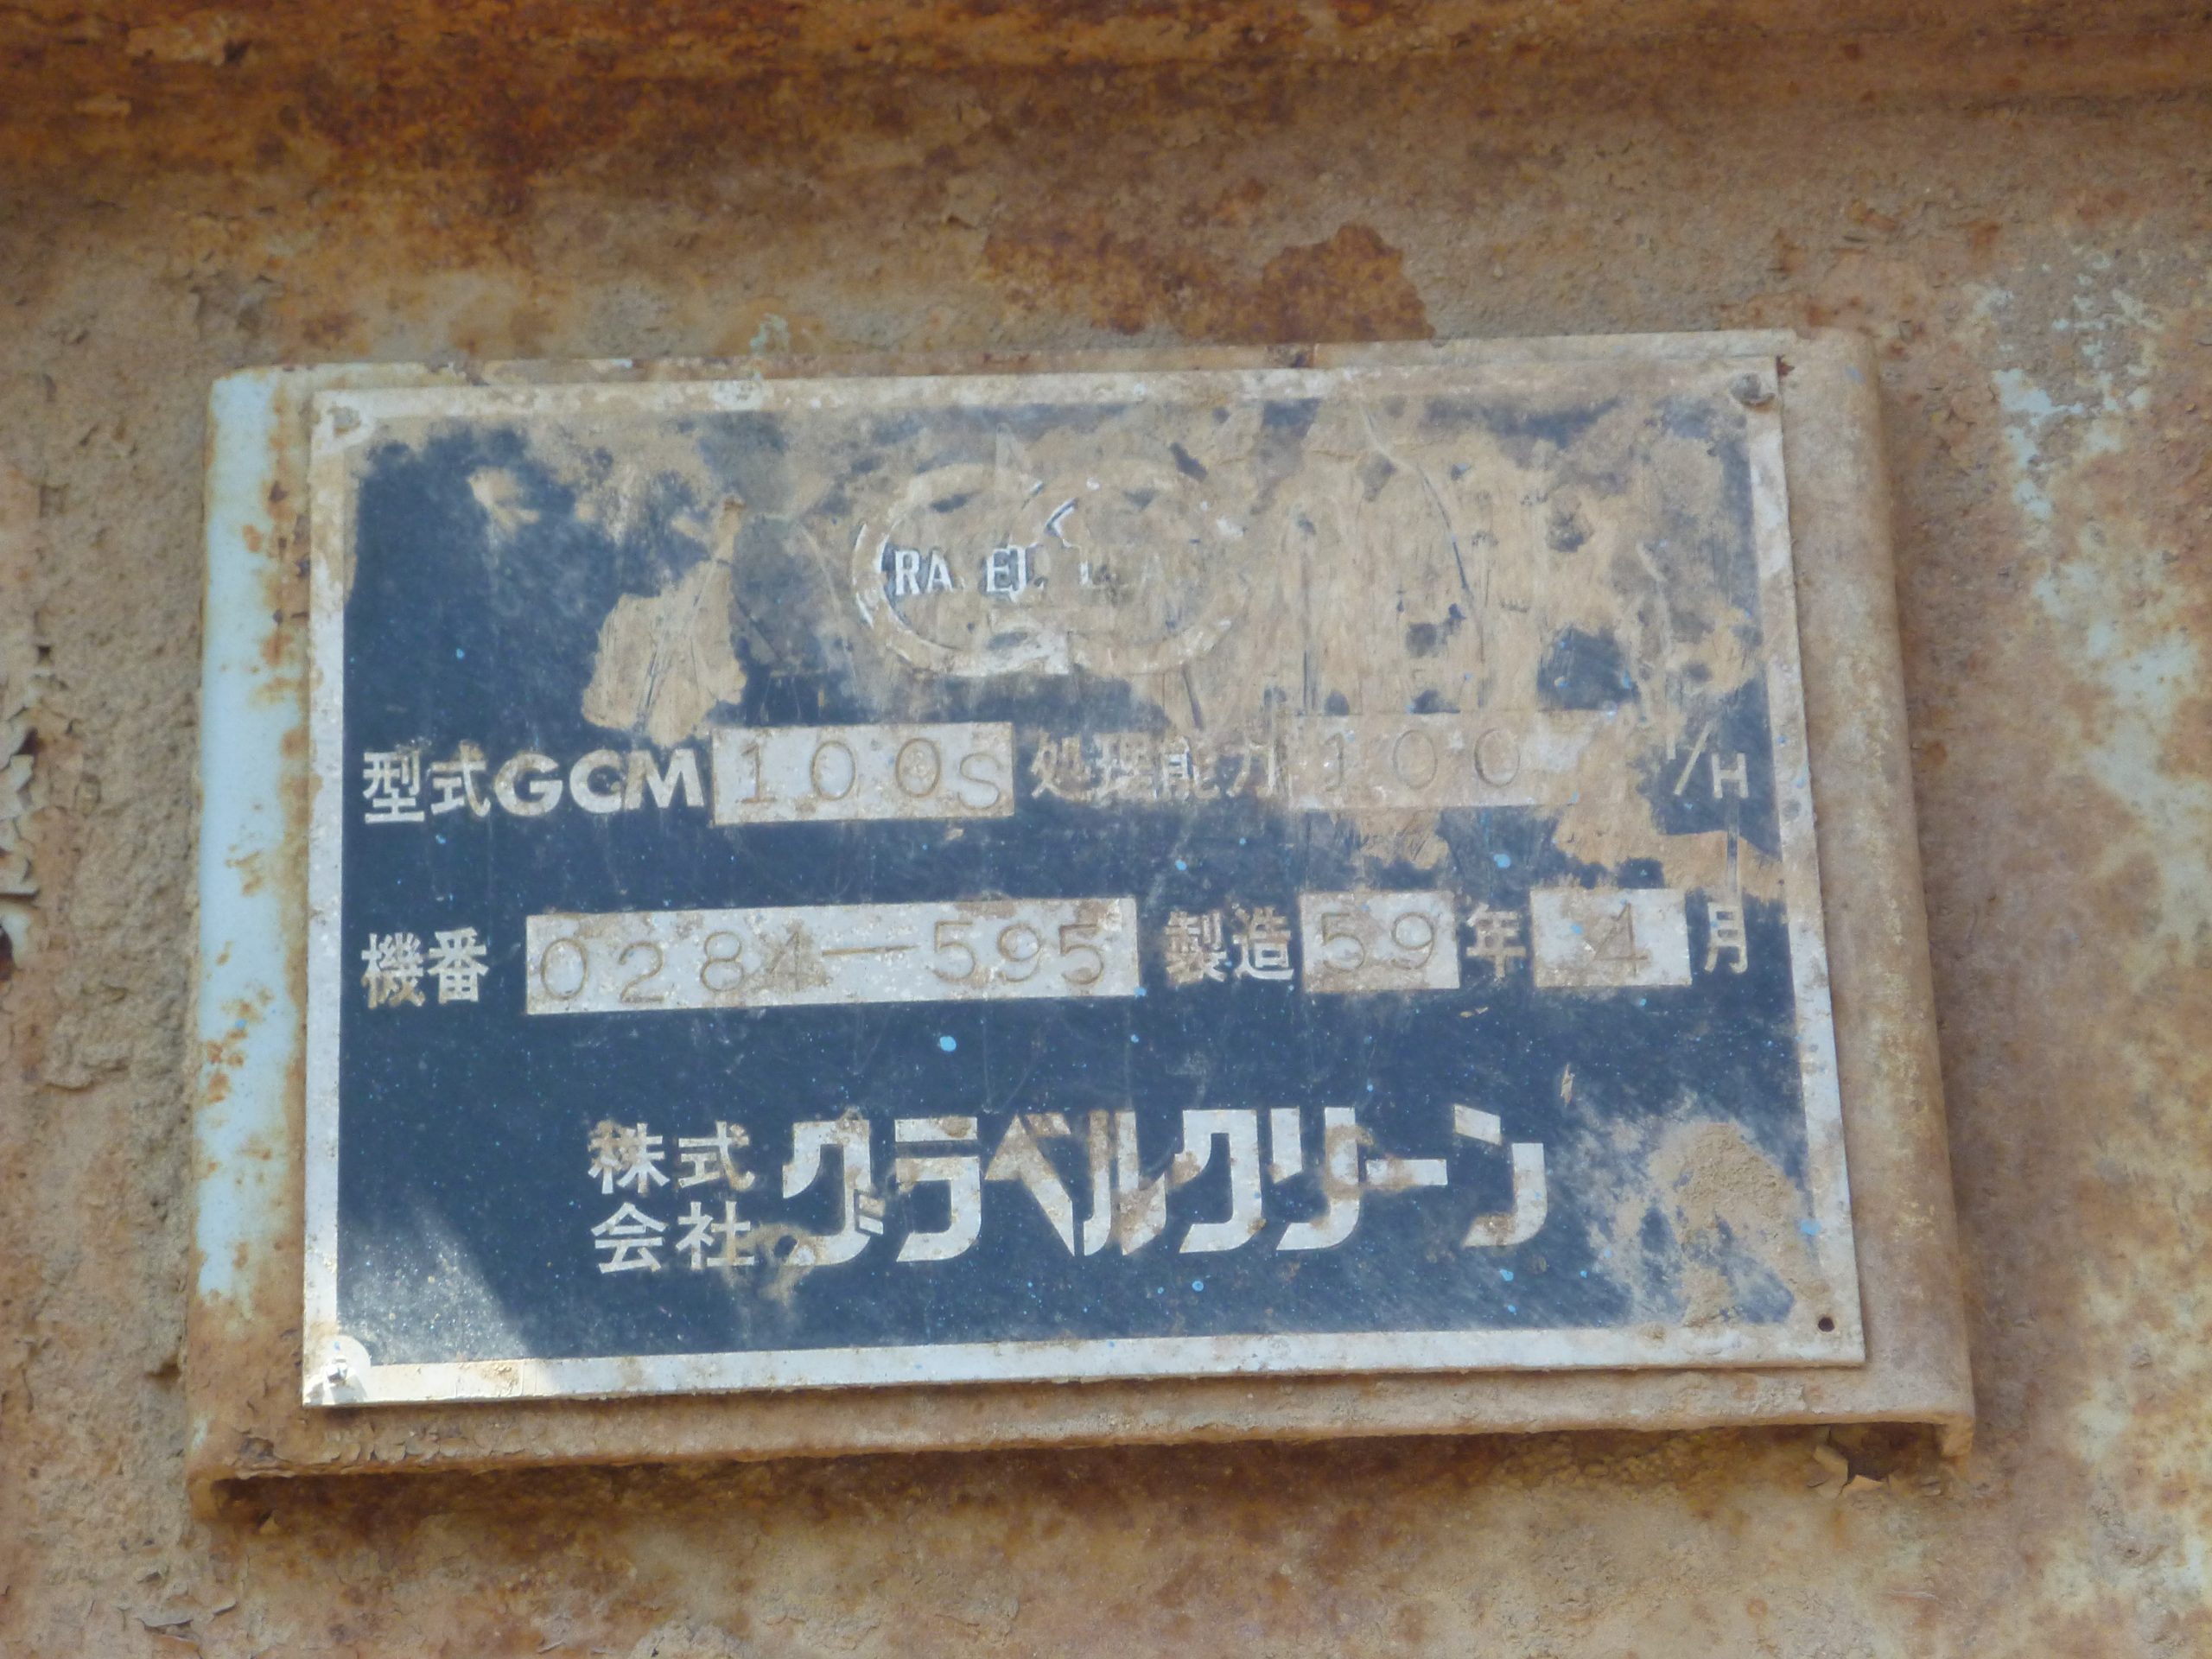 型式GCM 100S 処理能力 100 T/H
機番 0284-595 製造 59年 4月
株式会社 グラベルクリーン